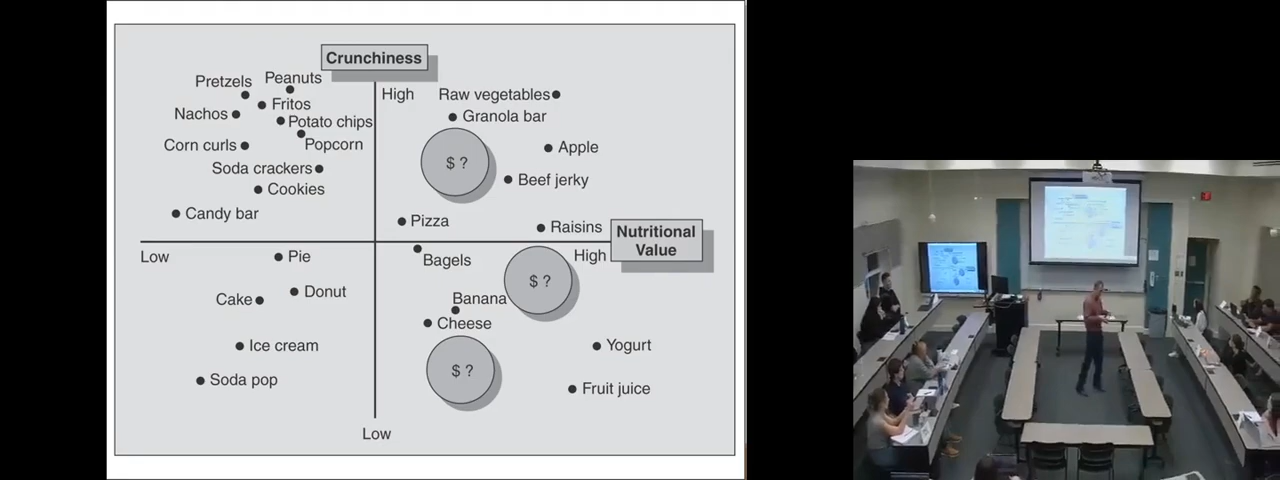 Crunchiness
Pretzels
Peanuts
High
Raw vegetables
Nachos
Fritos
Granola bar
Potato chips
Corn curls
Popcorn
Apple
$ ?
Soda crackers
Beef jerky
Cookies
Candy bar
Pizza
Raisins
Nutritional
Value
Low
Pie
Bagels
High
$ ?
Cake
Donut
Banana
Cheese
Ice cream
Yogurt
$ ?
Soda pop
Fruit juice
Low